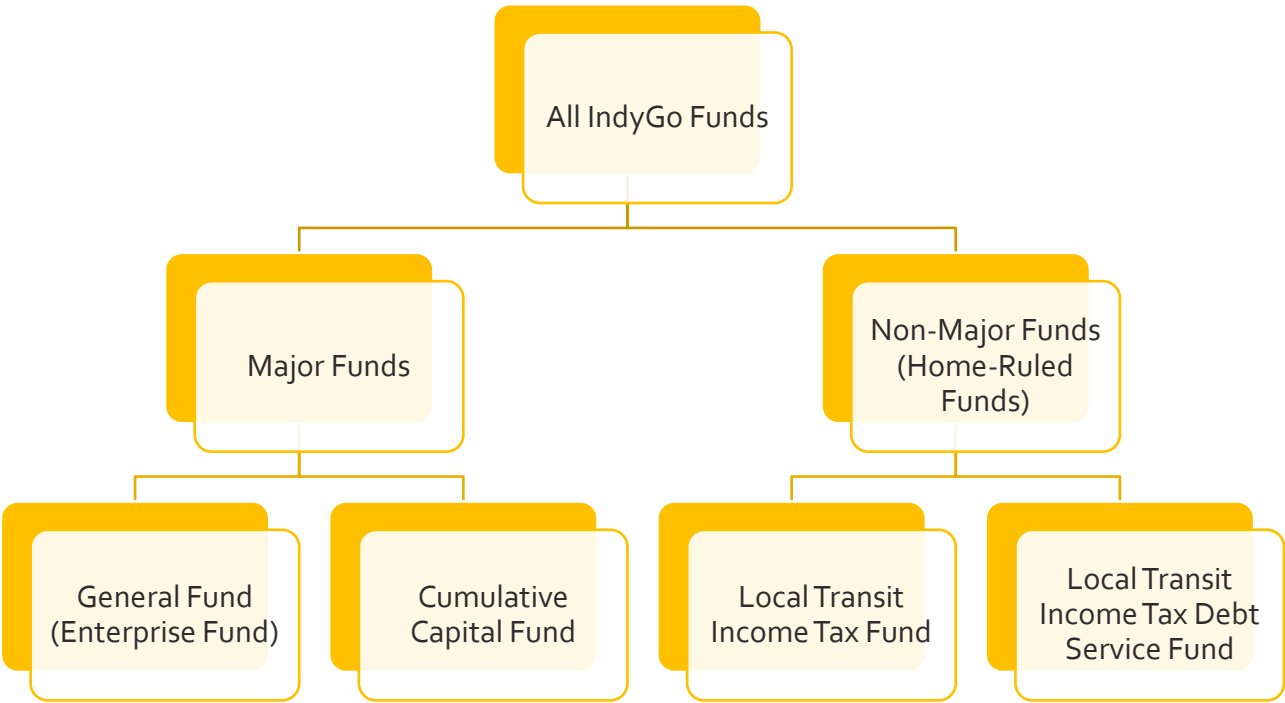 All IndyGo Funds
Major Funds
Non-Major Funds
(Home-Ruled
Funds)
General Fund
(Enterprise Fund)
Cumulative
Capital Fund
Local Transit
Income Tax Fund
Local Transit
Income Tax Debt
Service Fund